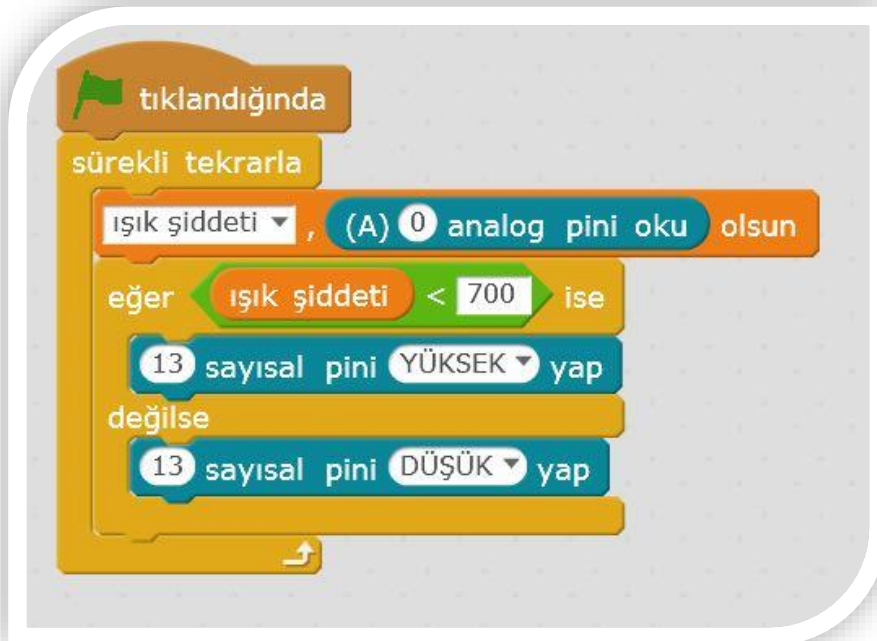 tıklandığında
sürekli tekrarla
ışık şiddeti , (A) 0 analog pini oku olsun
eğer ışık şiddeti < 700 ise
13 sayısal pini YÜKSEK yap
değilse
13 sayısal pini DÜŞÜK yap